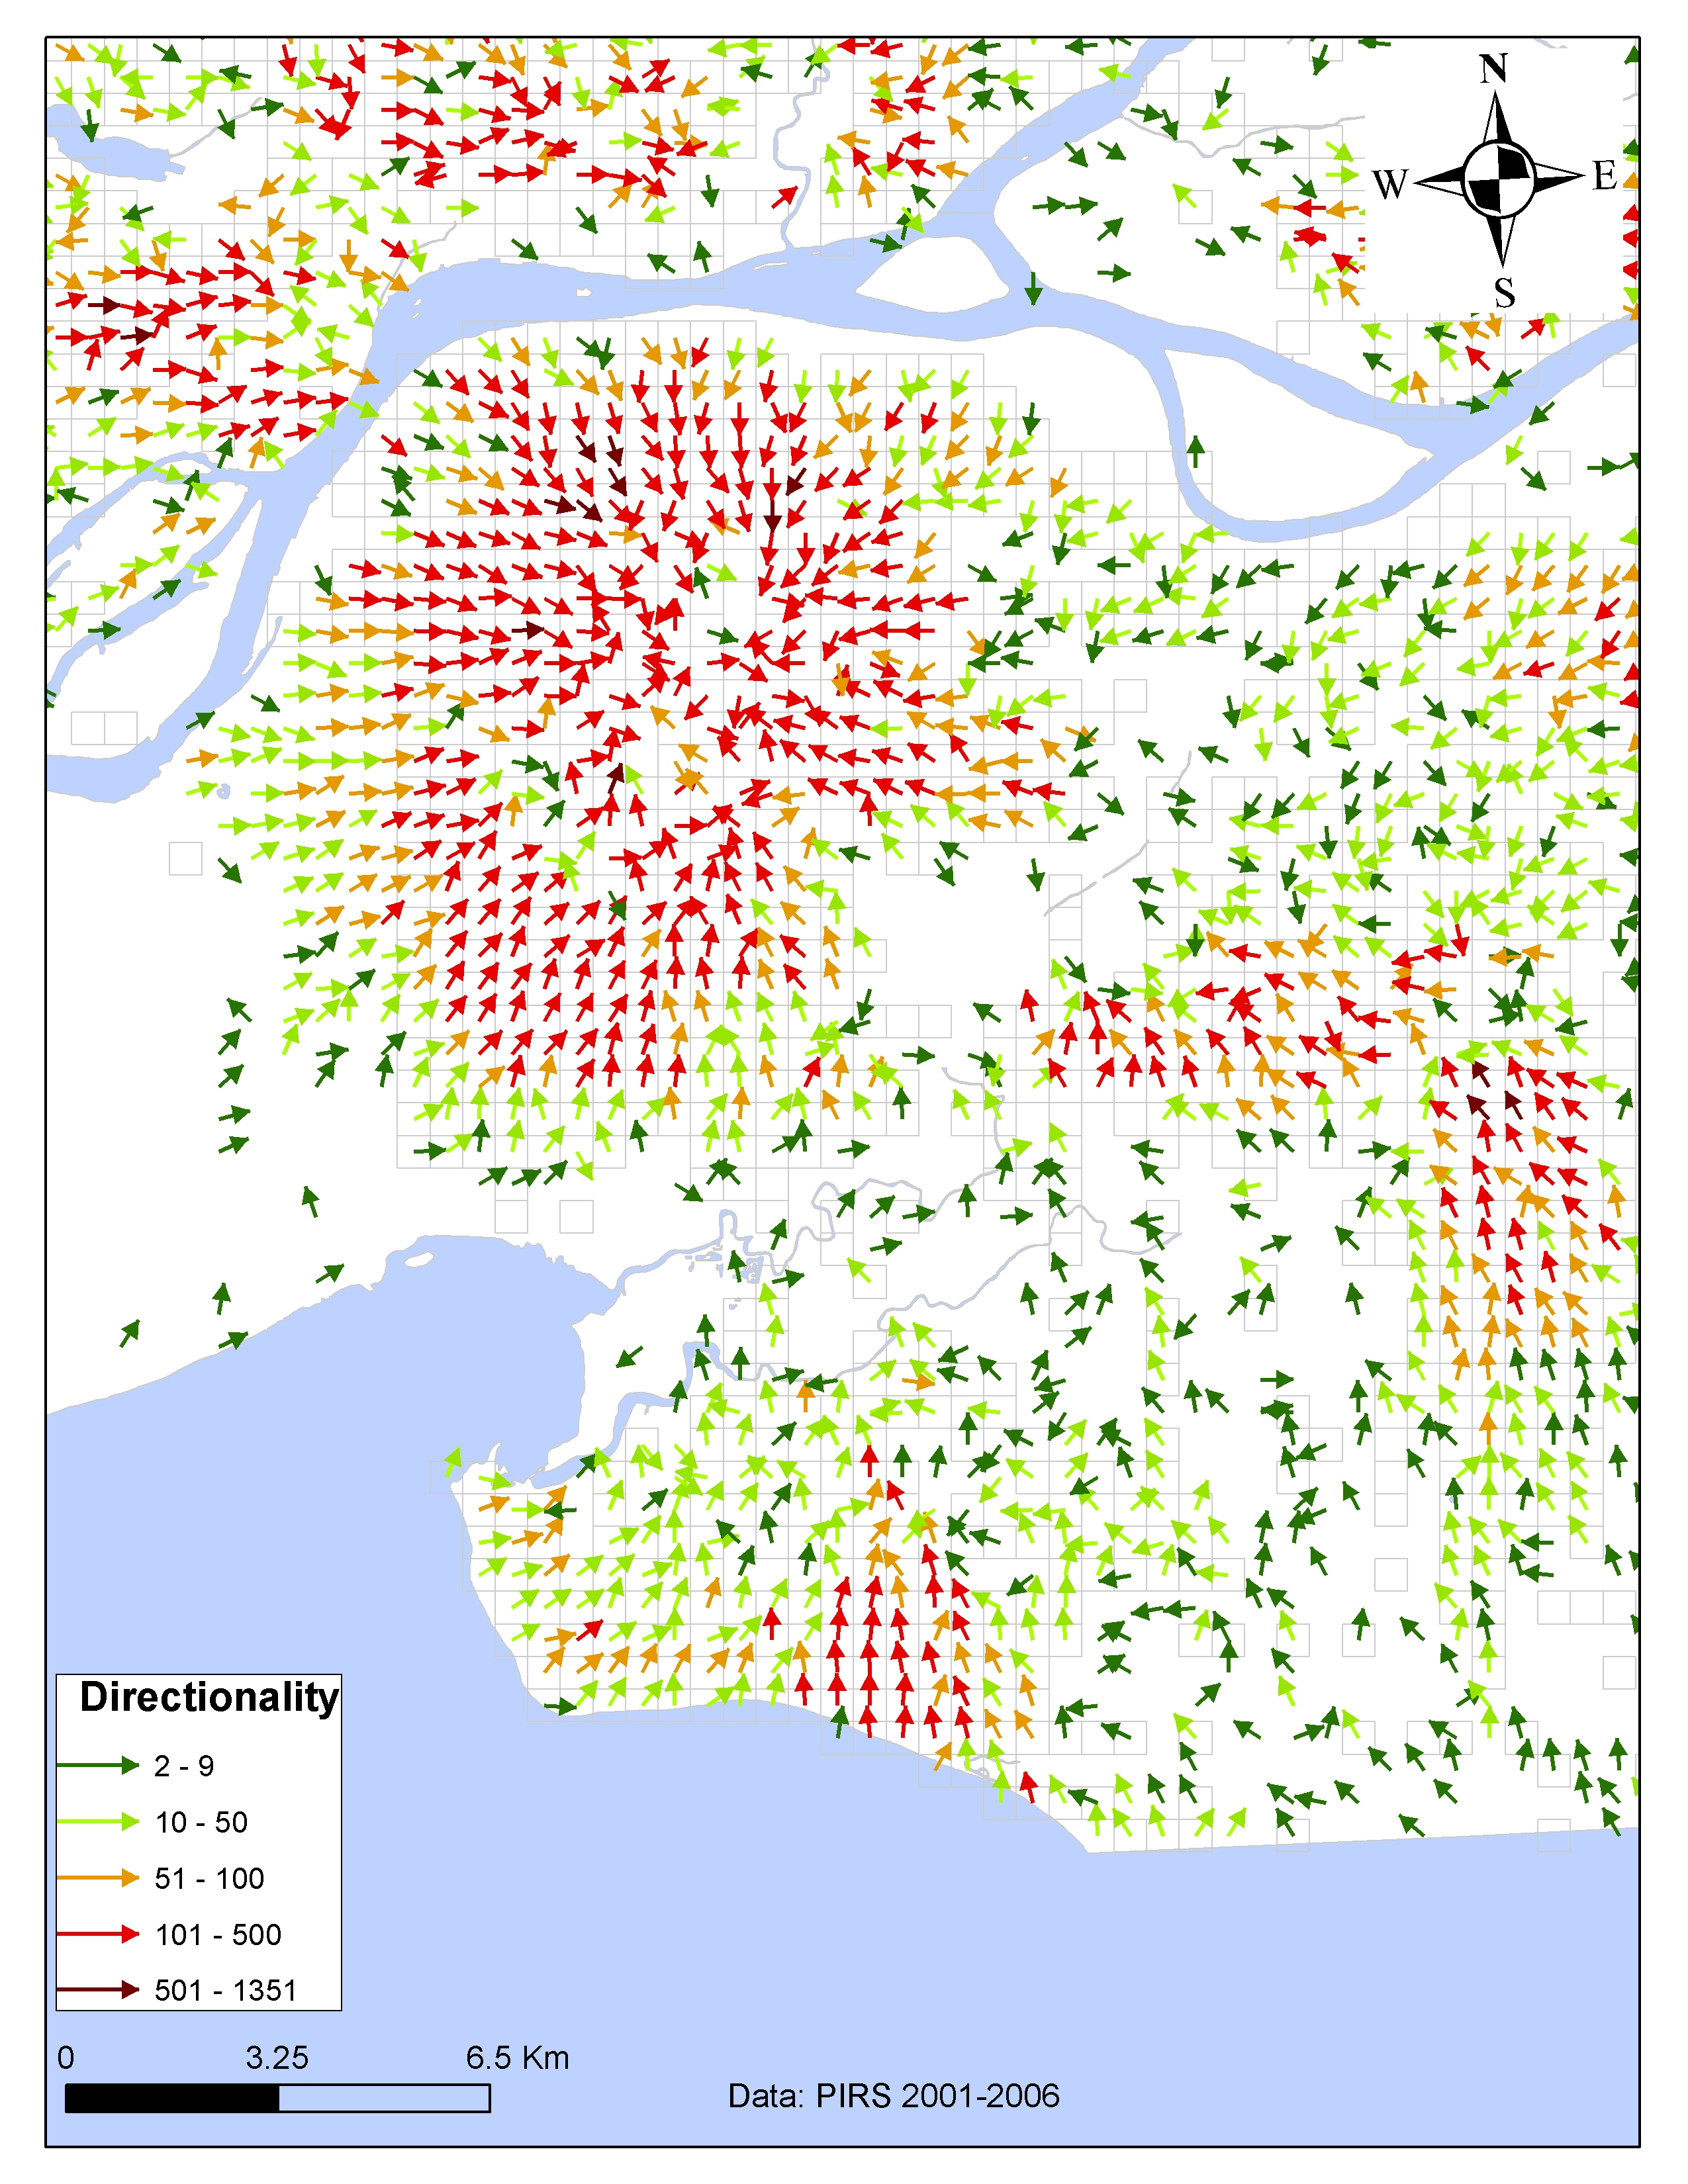 N
W E
S
Directionality
2 - 9
10 - 50
51 - 100
101 - 500
501 - 1351
0 3.25 6.5 Km
Data: PIRS 2001-2006